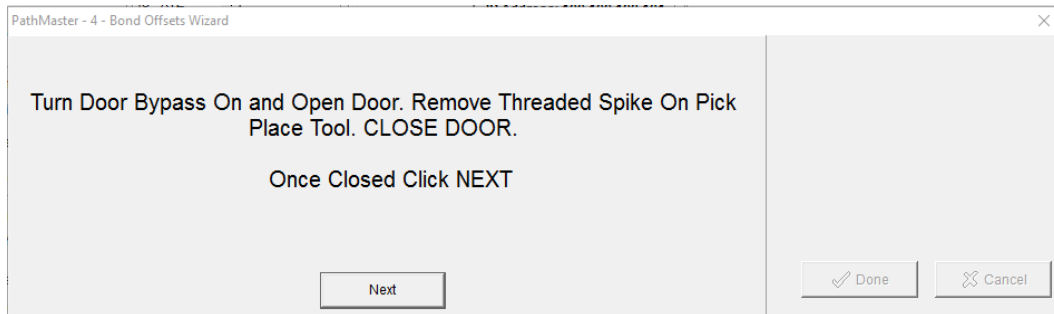 PathMaster - 4 - Bond Offsets Wizard
Turn Door Bypass On and Open Door. Remove Threaded Spike On Pick
Place Tool. CLOSE DOOR.
Once Closed Click NEXT
Next
Done
Cancel